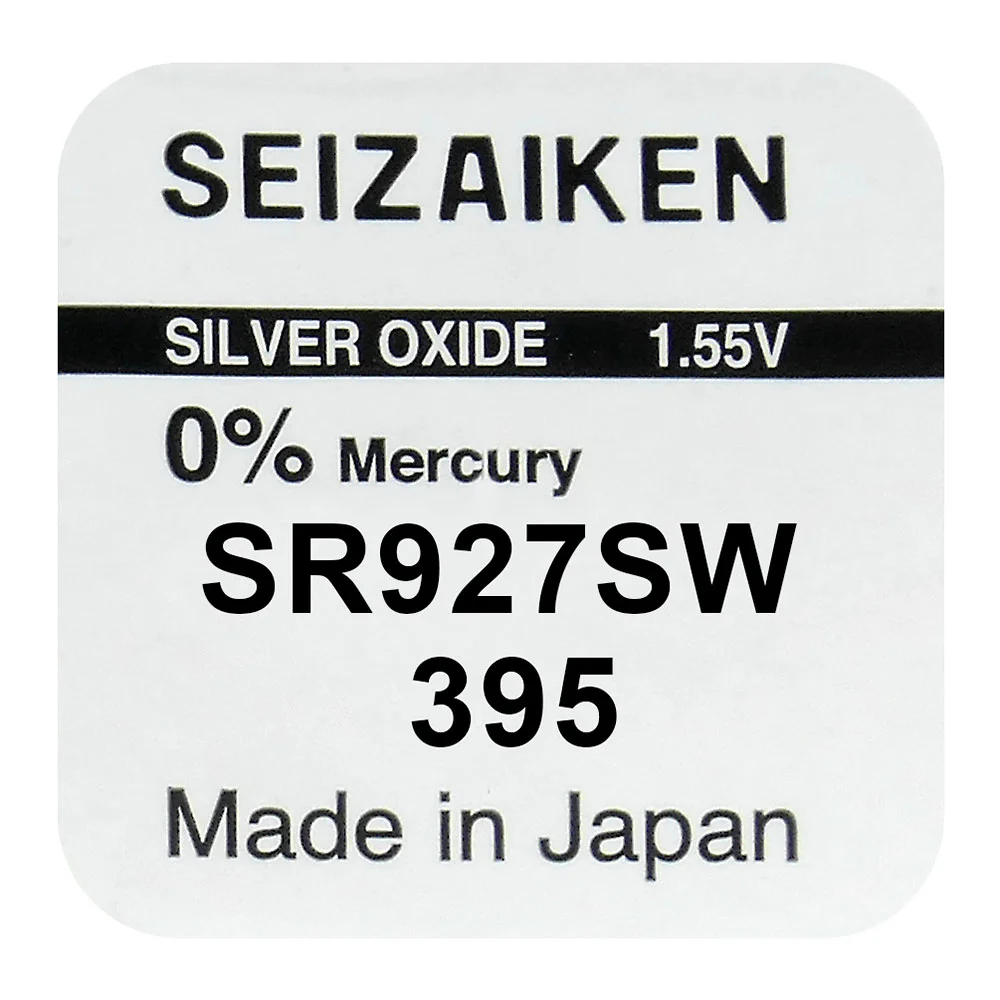 SEIZAIKEN
SILVER OXIDE 1.55V
0% Mercury
SR927SW
395
Made in Japan